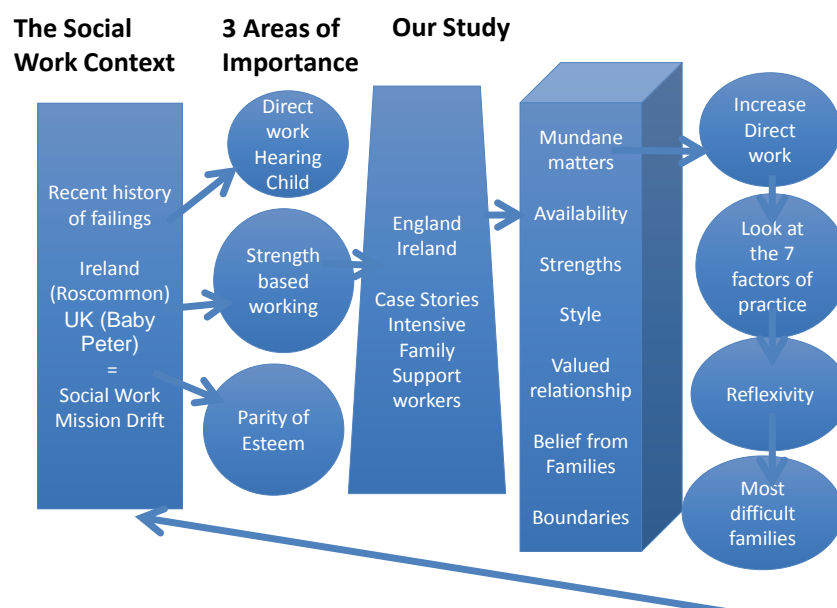 The Social
Work Context
3 Areas of
Importance
Our Study
Recent history
of failings
Ireland
(Roscommon)
UK (Baby
Peter)
=
Social Work
Mission Drift
Direct
work
Hearing
Child
Strength
based
working
Parity of
Esteem
England
Ireland
Case Stories
Intensive
Family
Support
workers
Mundane
matters
Availability
Strengths
Style
Valued
relationship
Belief from
Families
Boundaries
Increase
Direct
work
Look at
the 7
factors of
practice
Reflexivity
Most
difficult
families